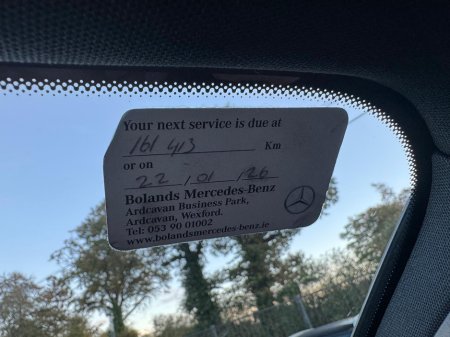 Your next service is due at
161 413 Km
or on
22 . 01 . 26
Bolands Mercedes-Benz
Ardcavan Business Park,
Ardcavan, Wexford.
Tel: 053 90 01002
www.bolandsmercedes-benz.ie